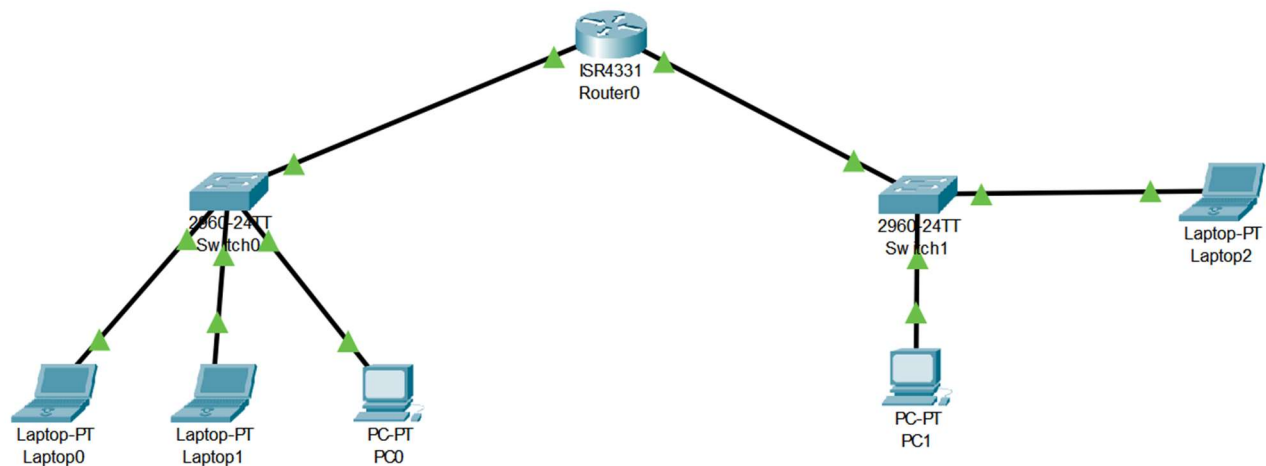 ISR4331
Router0
2960-24TT
Switch0
2960-24TT
Switch1
Laptop-PT
Laptop2
Laptop-PT
Laptop0
Laptop-PT
Laptop1
PC-PT
PC0
PC-PT
PC1